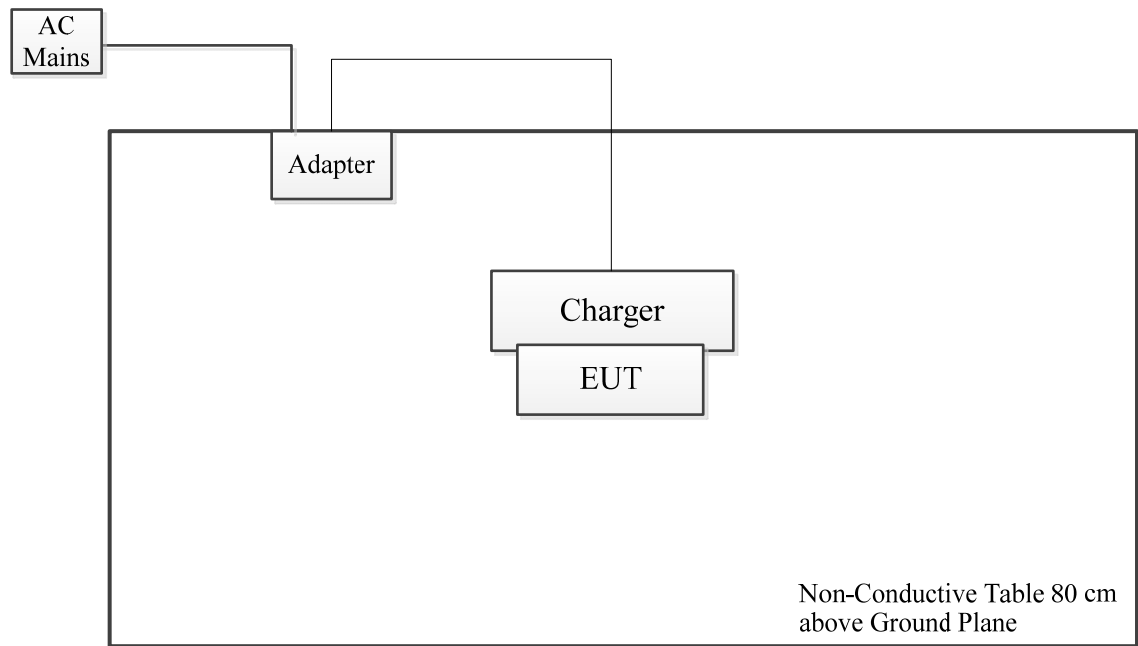 AC
Mains
Adapter
Charger
EUT
Non-Conductive Table 80 cm
above Ground Plane